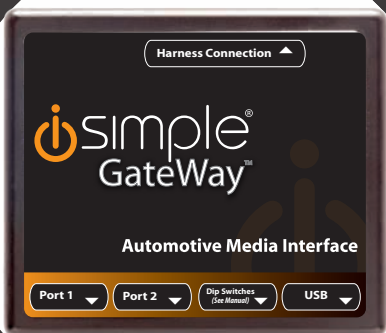 Harness Connection
isimple®
GateWay™
Automotive Media Interface
Port 1
Port 2
Dip Switches
(See Manual)
USB